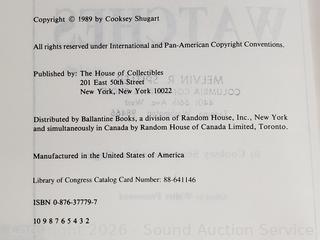 Copyright © 1989 by Cooksey Shugart
All rights reserved under International and Pan-American Copyright Conventions.
Published by: The House of Collectibles
201 East 50th Street
New York, New York 10022
Distributed by Ballantine Books, a division of Random House, Inc., New York
and simultaneously in Canada by Random House of Canada Limited, Toronto.
Manufactured in the United States of America
Library of Congress Catalog Card Number: 88-641146
ISBN 0-876-37779-7
10 9 8 7 6 5 4 3 2
2026 - Sound Auction Service